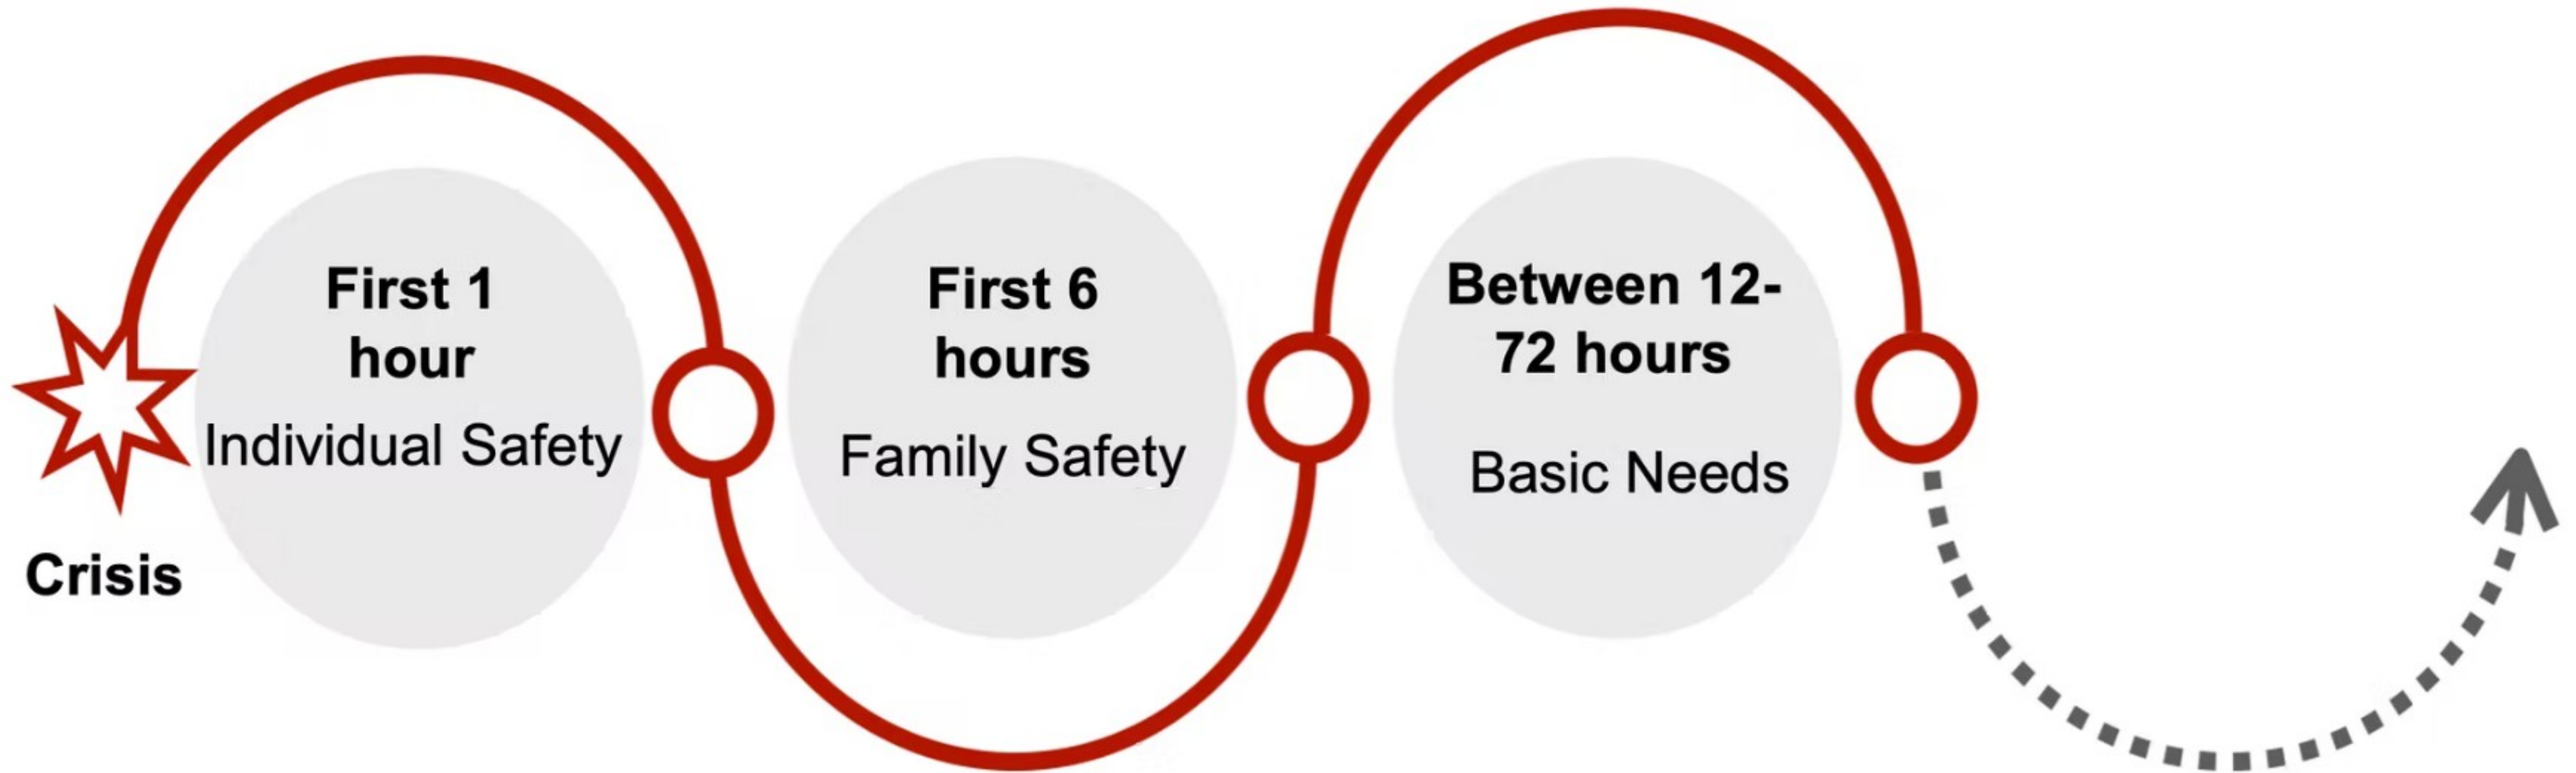 Crisis
First 1
hour
Individual Safety
First 6
hours
Family Safety
Between 12-
72 hours
Basic Needs